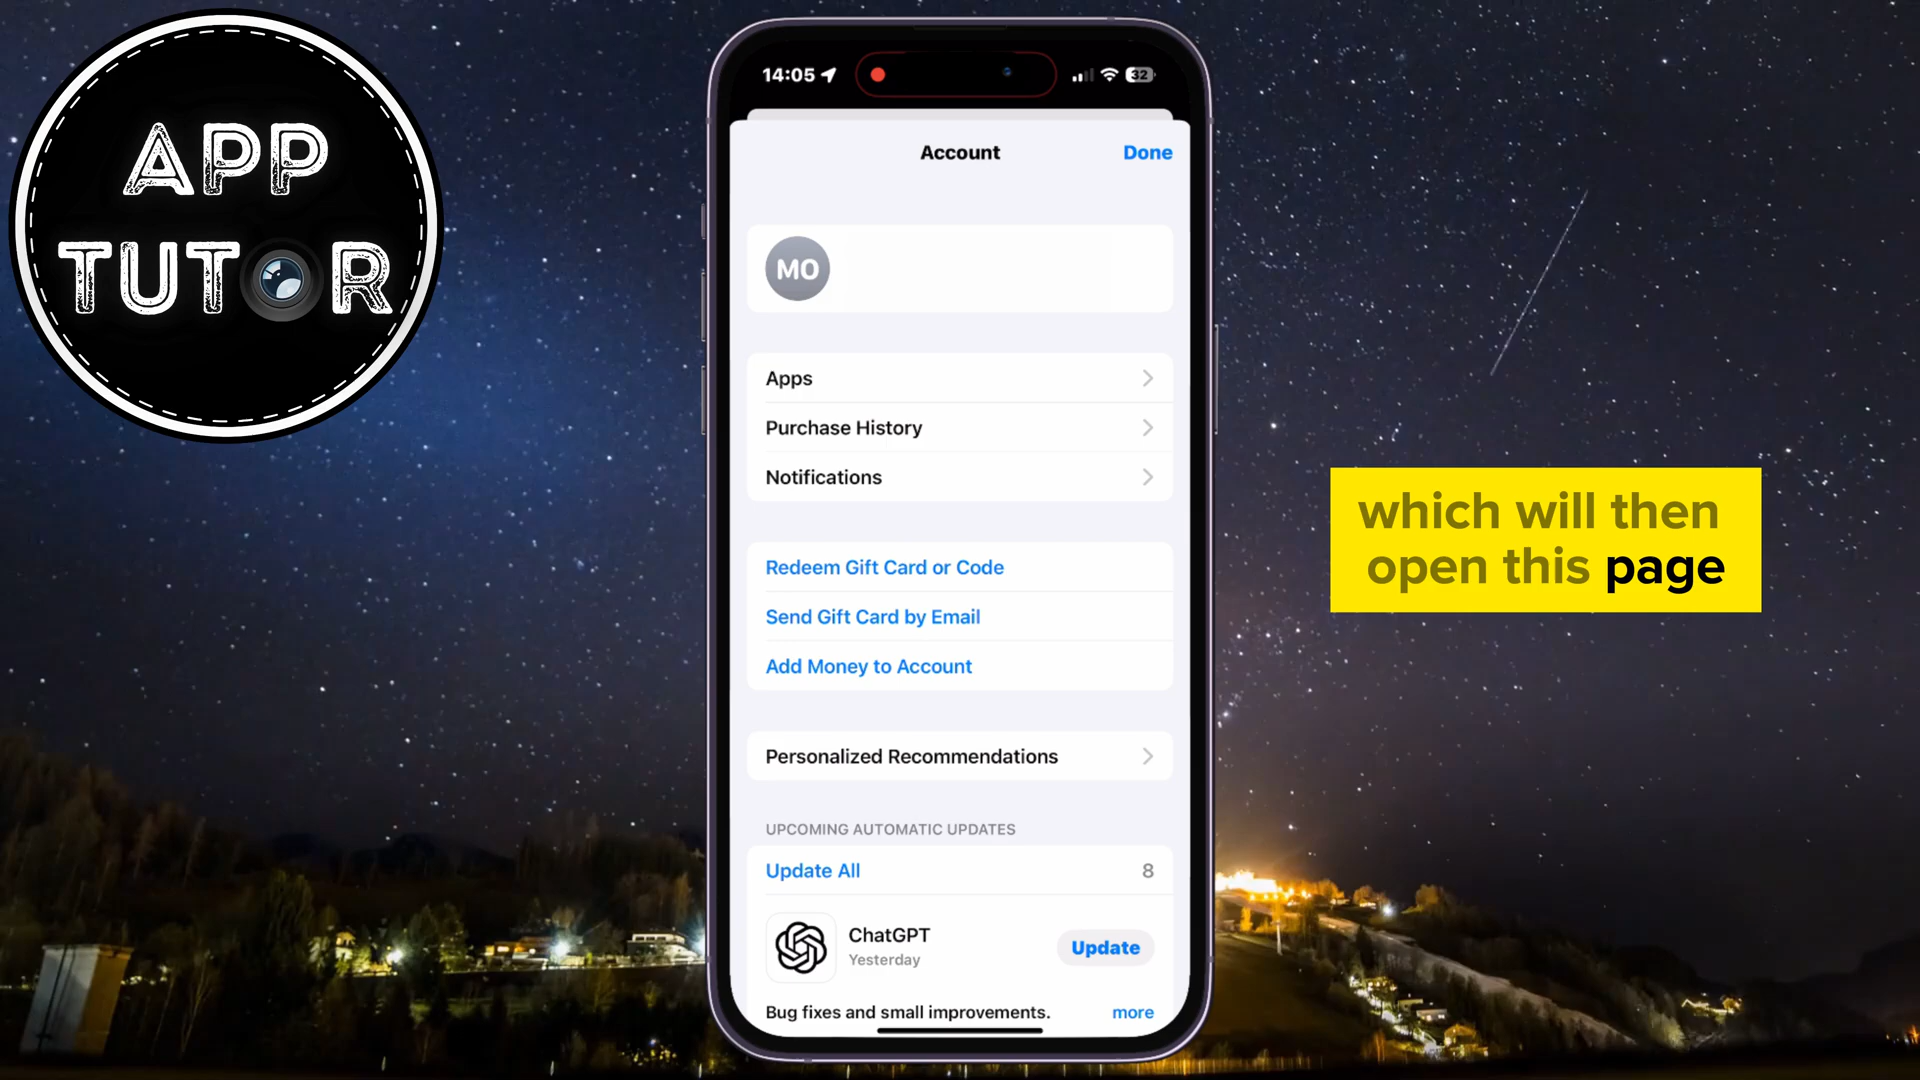 APP
TUTOR
14:05
32
Account
Done
MO
Apps
Purchase History
Notifications
Redeem Gift Card or Code
Send Gift Card by Email
Add Money to Account
Personalized Recommendations
UPCOMING AUTOMATIC UPDATES
Update All
8
ChatGPT
Yesterday
Update
Bug fixes and small improvements.
more
which will then
open this page